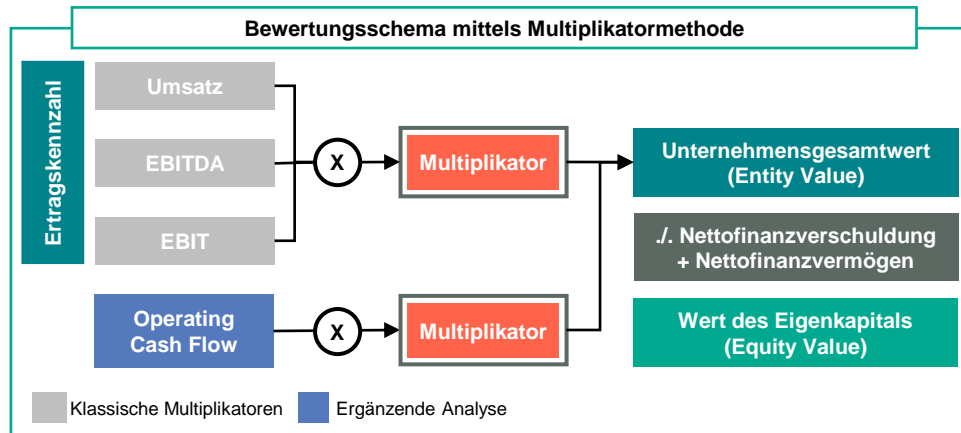 Bewertungsschema mittels Multiplikatormethode
Ertragskennzahl
Umsatz
EBITDA
EBIT
X
Multiplikator
Unternehmensgesamtwert
(Entity Value)
./. Nettofinanzverschuldung
+ Nettofinanzvermögen
Operating
Cash Flow
X
Multiplikator
Wert des Eigenkapitals
(Equity Value)
Klassische Multiplikatoren
Ergänzende Analyse